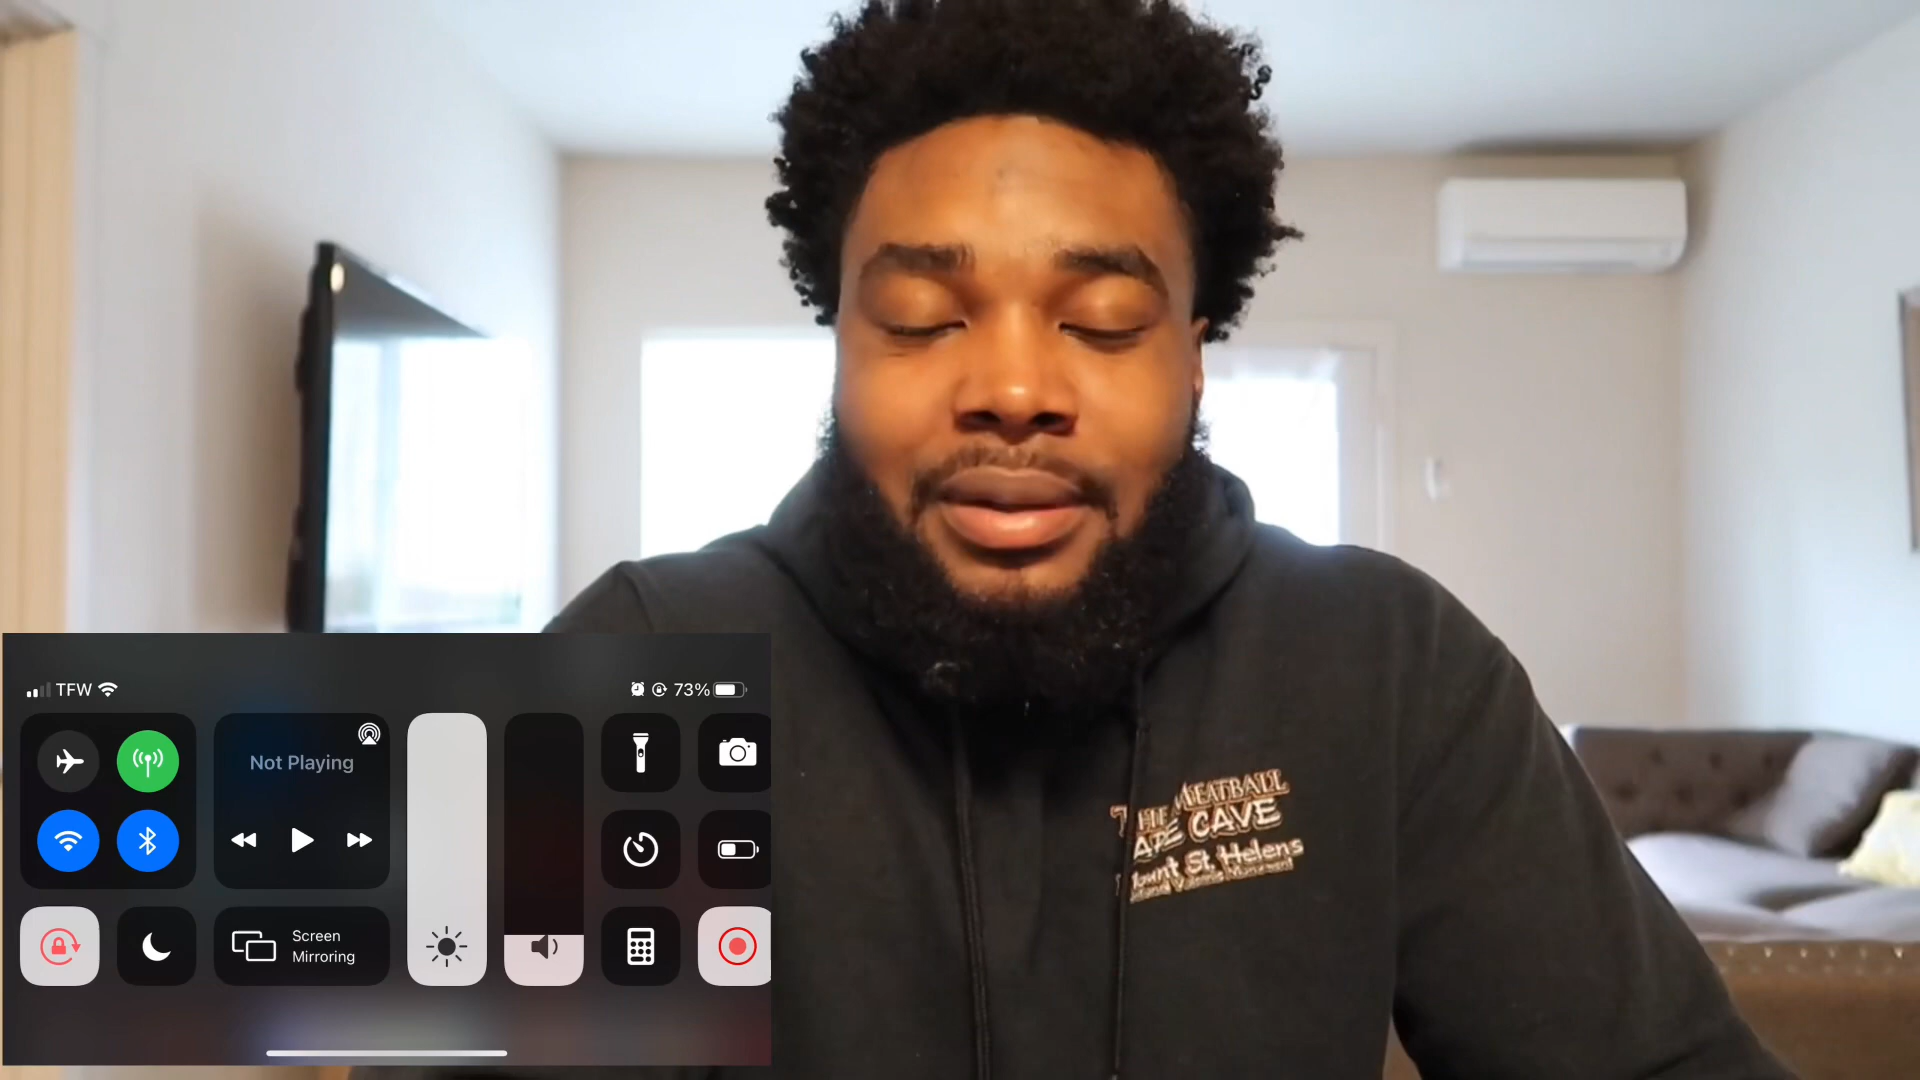 TFW
73%
Not Playing
Screen
Mirroring
THE MEATBALL
APE CAVE
Mount St. Helens